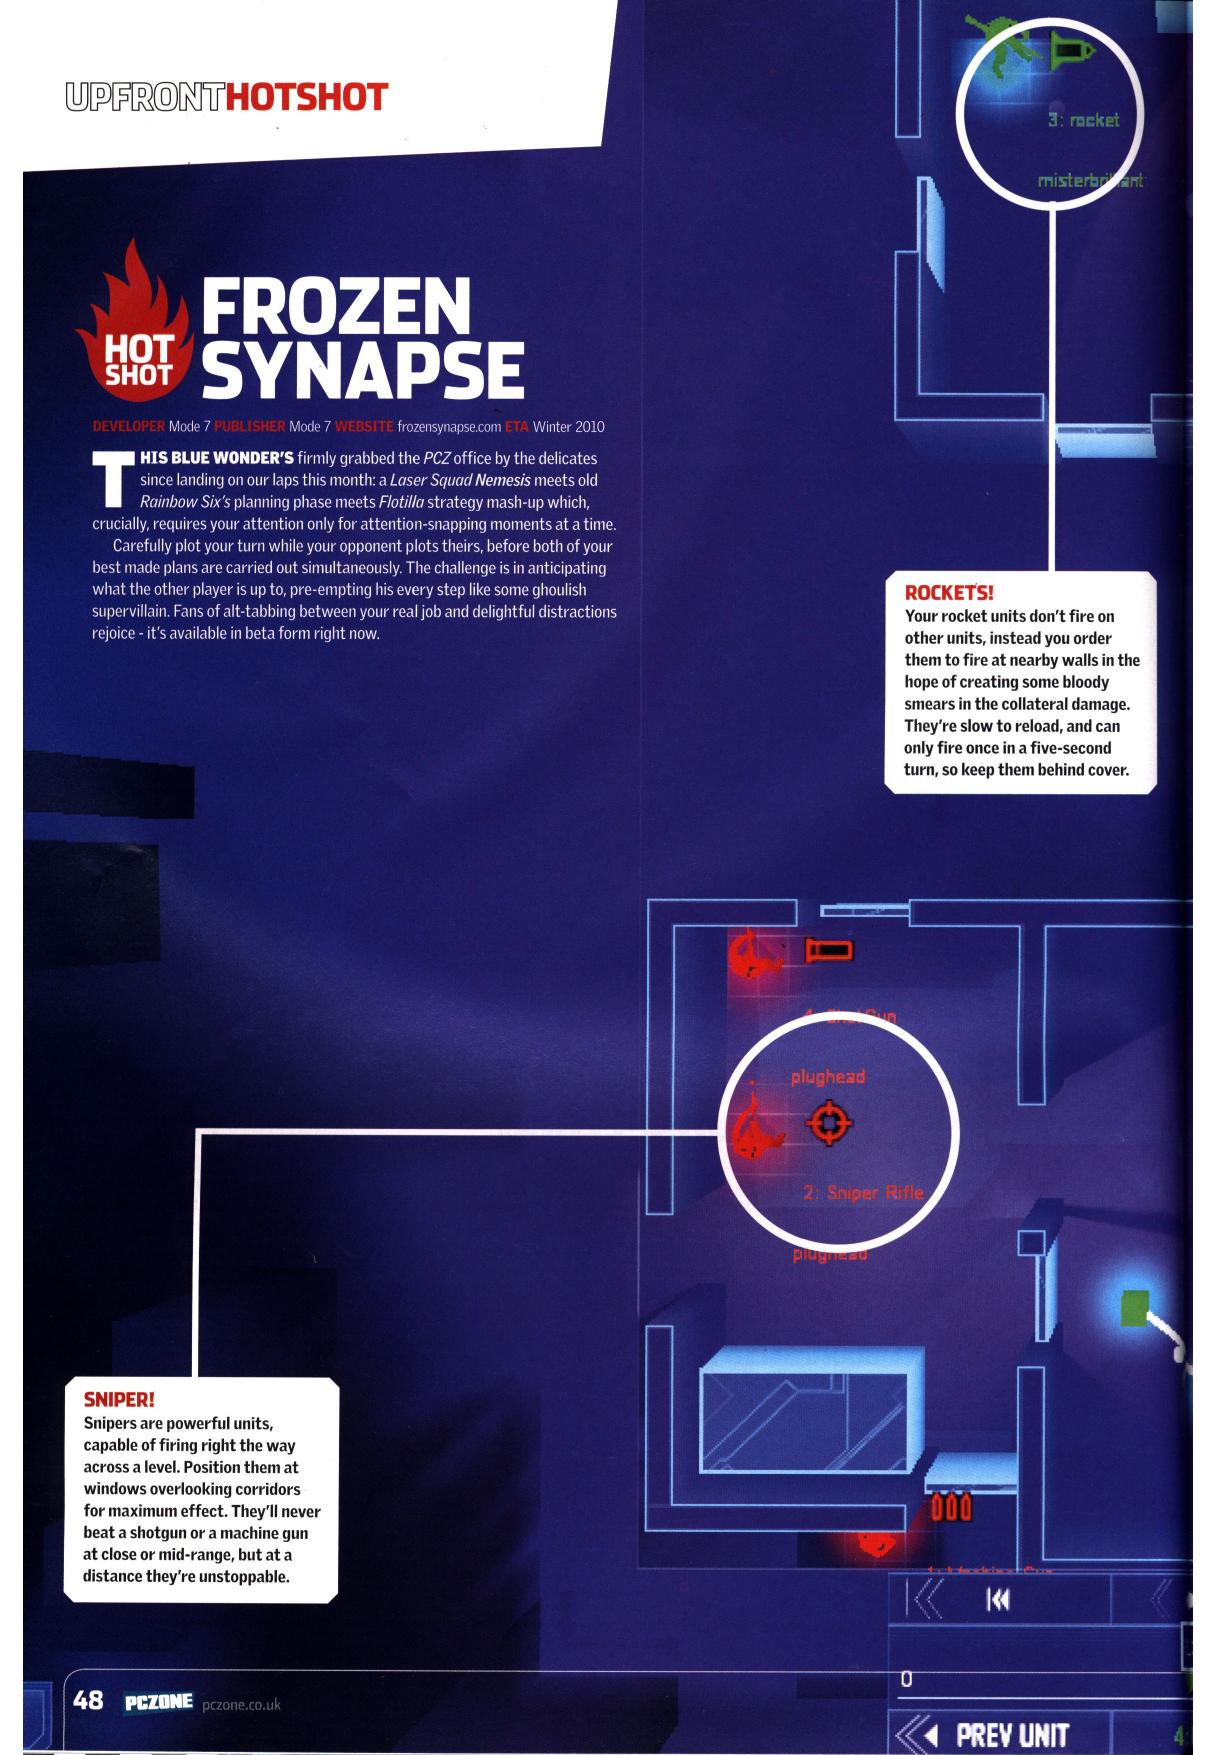 UPFRONTHOTSHOT
3: rocket
misterbrilliant
HOT
SHOT
FROZEN
SYNAPSE
DEVELOPER Mode 7 PUBLISHER Mode 7 WEBSITE frozensynapse.com ETA Winter 2010
THIS BLUE WONDER'S firmly grabbed the PCZ office by the delicates
since landing on our laps this month: a Laser Squad Nemesis meets old
Rainbow Six's planning phase meets Flotilla strategy mash-up which,
crucially, requires your attention only for attention-snapping moments at a time.
Carefully plot your turn while your opponent plots theirs, before both of your
best made plans are carried out simultaneously. The challenge is in anticipating
what the other player is up to, pre-empting his every step like some ghoulish
supervillain. Fans of alt-tabbing between your real job and delightful distractions
rejoice - it's available in beta form right now.
ROCKETS!
Your rocket units don't fire on
other units, instead you order
them to fire at nearby walls in the
hope of creating some bloody
smears in the collateral damage.
They're slow to reload, and can
only fire once in a five-second
turn, so keep them behind cover.
4: ShotGun
plughead
2: Sniper Rifle
plughead
SNIPER!
Snipers are powerful units,
capable of firing right the way
across a level. Position them at
windows overlooking corridors
for maximum effect. They'll never
beat a shotgun or a machine gun
at close or mid-range, but at a
distance they're unstoppable.
1: Machine Gun
0
PREV UNIT
48 PCZONE pczone.co.uk